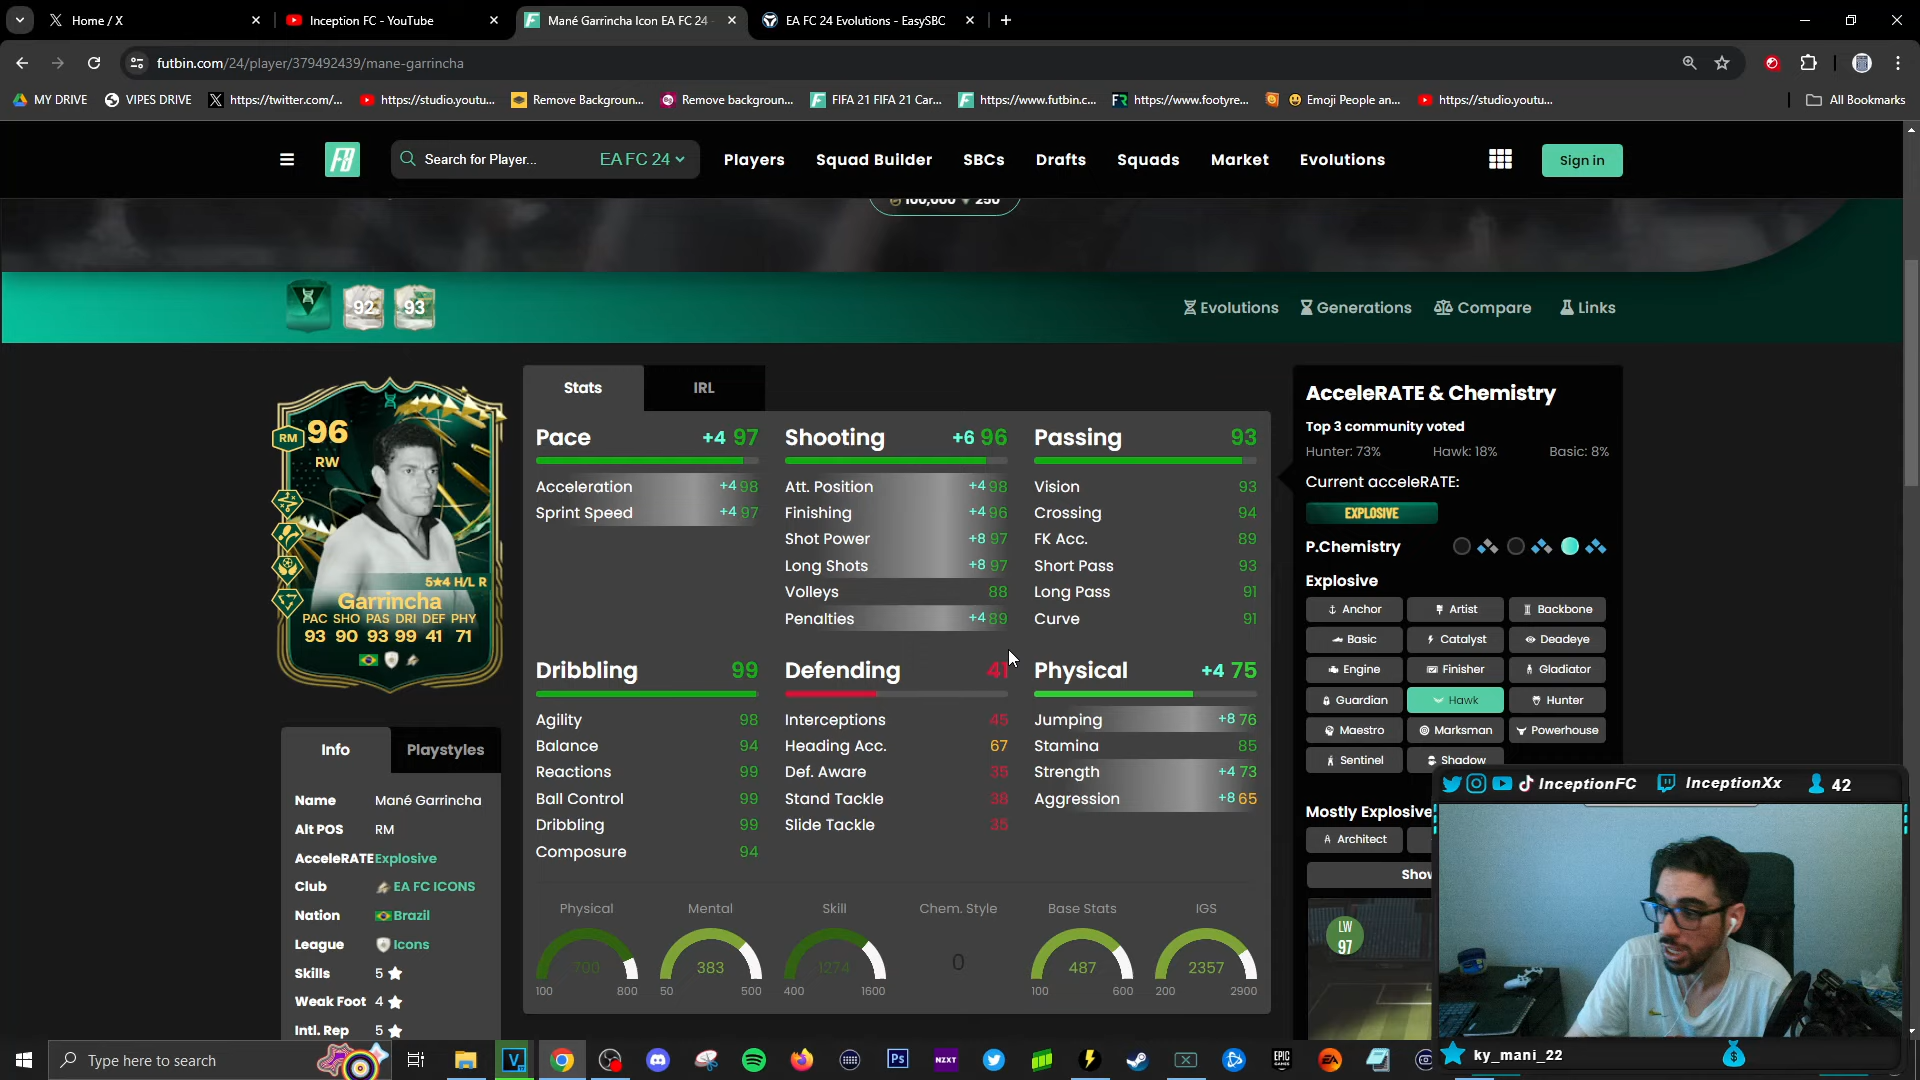 Home / X
Inception FC - YouTube
Mané Garrincha Icon EA FC 24
EA FC 24 Evolutions - EasySBC
futbin.com/24/player/379492439/mane-garrincha
MY DRIVE
VIPES DRIVE
https://twitter.com/...
https://studio.youtu...
Remove Backgroun...
Remove backgroun...
FIFA 21 FIFA 21 Car...
https://www.futbin.c...
https://www.footyre...
Emoji People an...
https://studio.youtu...
All Bookmarks
Search for Player...
EA FC 24
Players
Squad Builder
SBCs
Drafts
Squads
Market
Evolutions
Sign in
100,000 250
92
93
Evolutions
Generations
Compare
Links
96
RM
RW
5★4 H/L R
Garrincha
PAC SHO PAS DRI DEF PHY
93 90 93 99 41 71
Stats
IRL
Pace +4 97
Acceleration +4 98
Sprint Speed +4 97
Shooting +6 96
Att. Position +4 98
Finishing +4 96
Shot Power +8 97
Long Shots +8 97
Volleys 88
Penalties +4 89
Passing 93
Vision 93
Crossing 94
FK Acc. 89
Short Pass 93
Long Pass 91
Curve 91
Dribbling 99
Agility 98
Balance 94
Reactions 99
Ball Control 99
Dribbling 99
Composure 94
Defending 41
Interceptions 45
Heading Acc. 67
Def. Aware 35
Stand Tackle 38
Slide Tackle 35
Physical +4 75
Jumping +8 76
Stamina 85
Strength +4 73
Aggression +8 65
Physical
700
100 800
Mental
383
50 500
Skill
1274
400 1600
Chem. Style
0
Base Stats
487
100 600
IGS
2357
200 2900
Info
Playstyles
Name Mané Garrincha
Alt POS RM
AcceleRATE Explosive
Club EA FC ICONS
Nation Brazil
League Icons
Skills 5
Weak Foot 4
Intl. Rep 5
AcceleRATE & Chemistry
Top 3 community voted
Hunter: 73% Hawk: 18% Basic: 8%
Current acceleRATE:
EXPLOSIVE
P.Chemistry
Explosive
Anchor Artist Backbone
Basic Catalyst Deadeye
Engine Finisher Gladiator
Guardian Hawk Hunter
Maestro Marksman Powerhouse
Sentinel Shadow
Mostly Explosive
Architect
Show
LW
97
InceptionFC
InceptionXx
42
ky_mani_22
Type here to search